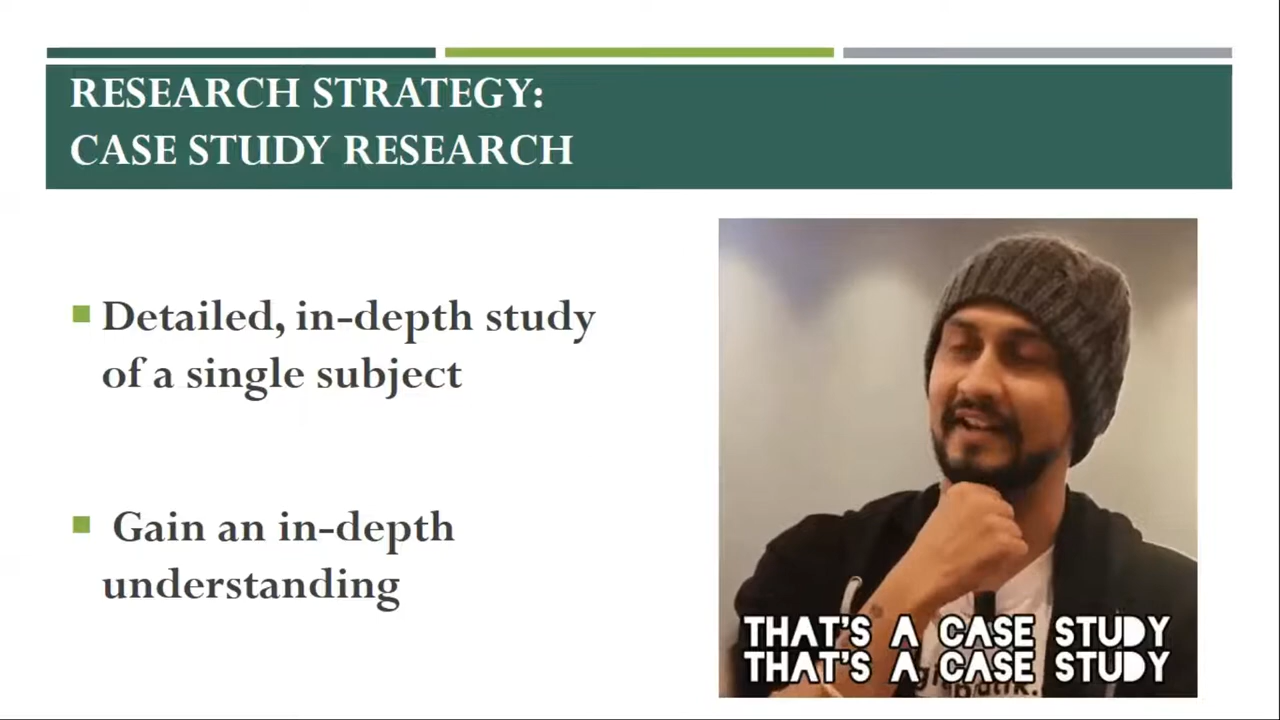 RESEARCH STRATEGY:
CASE STUDY RESEARCH
Detailed, in-depth study
of a single subject
Gain an in-depth
understanding
THAT'S A CASE STUDY
THAT'S A CASE STUDY